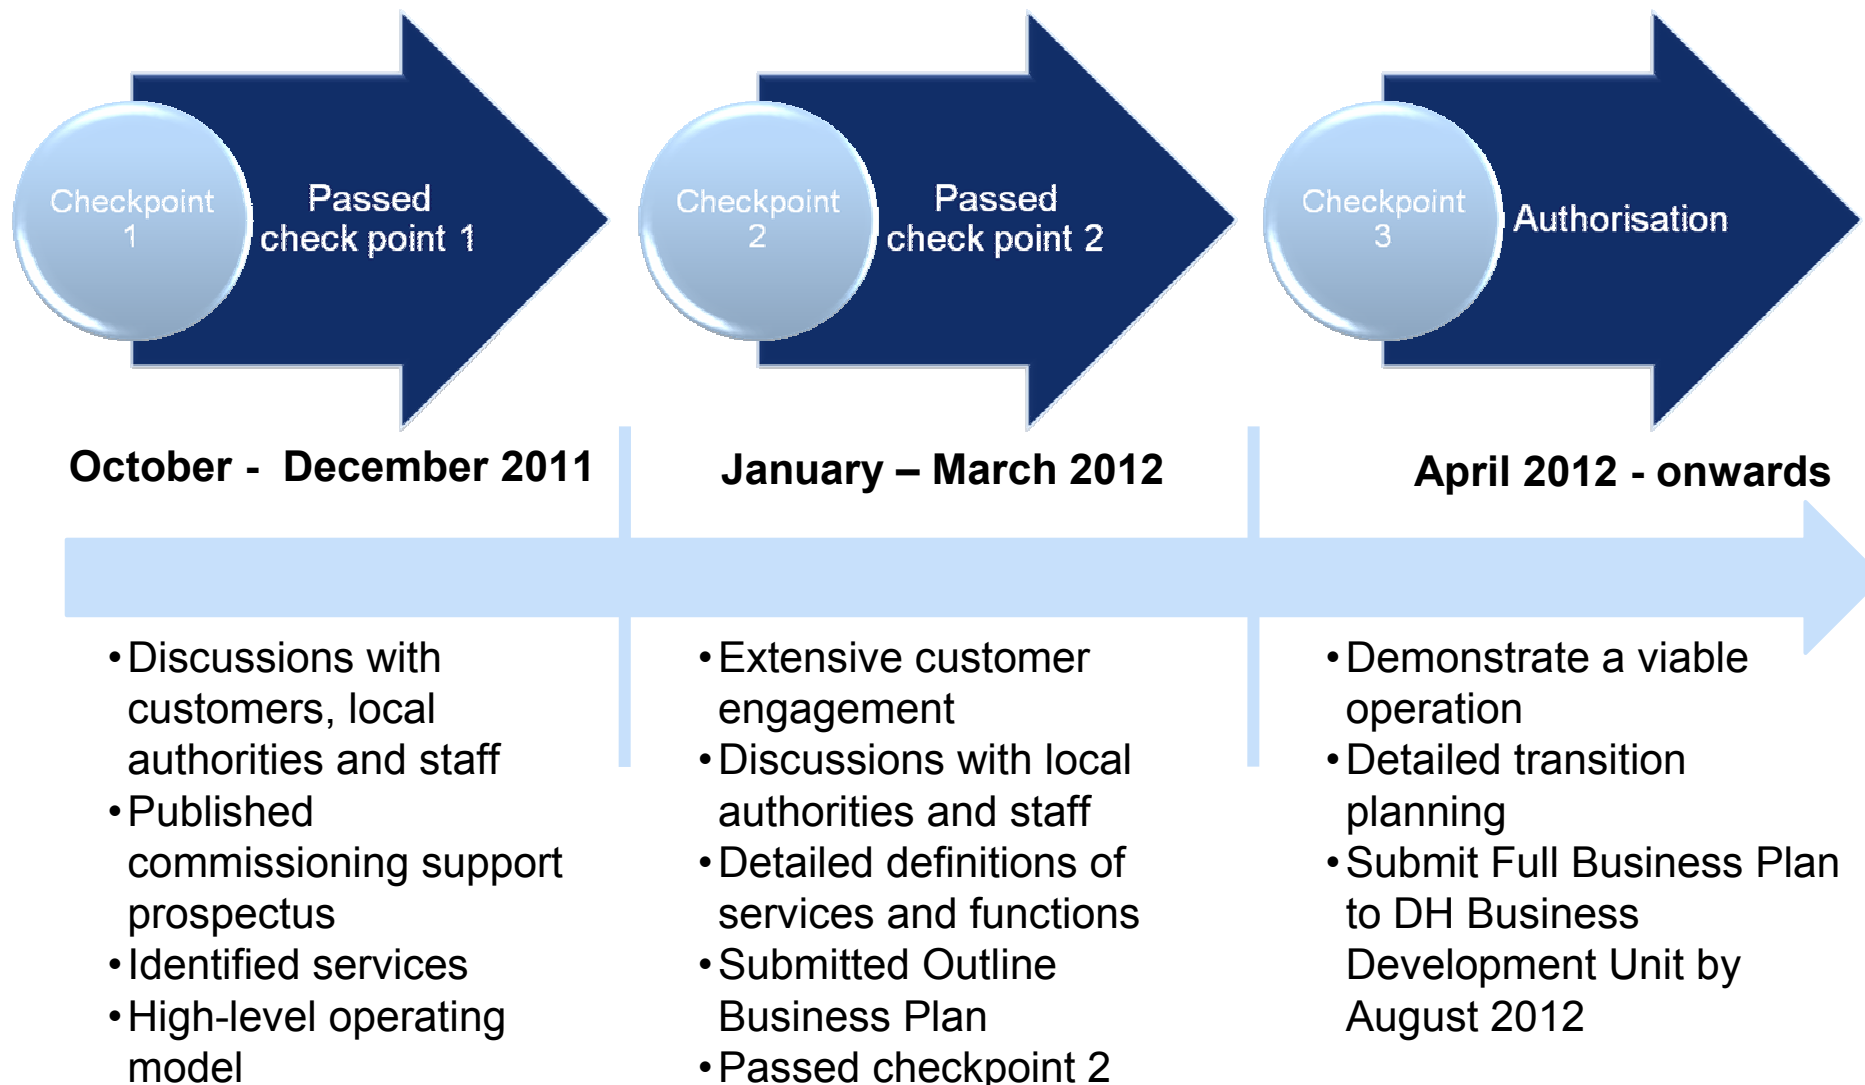 Checkpoint
1
Passed
check point 1
Checkpoint
2
Passed
check point 2
Checkpoint
3
Authorisation
October -  December 2011
January – March 2012
April 2012 - onwards
•Discussions with
customers, local
authorities and staff
•Published
commissioning support
prospectus
•Identified services
•High-level operating
model
•Extensive customer
engagement
•Discussions with local
authorities and staff
•Detailed definitions of
services and functions
•Submitted Outline
Business Plan
•Passed checkpoint 2
•Demonstrate a viable
operation
•Detailed transition
planning
•Submit Full Business Plan
to DH Business
Development Unit by
August 2012